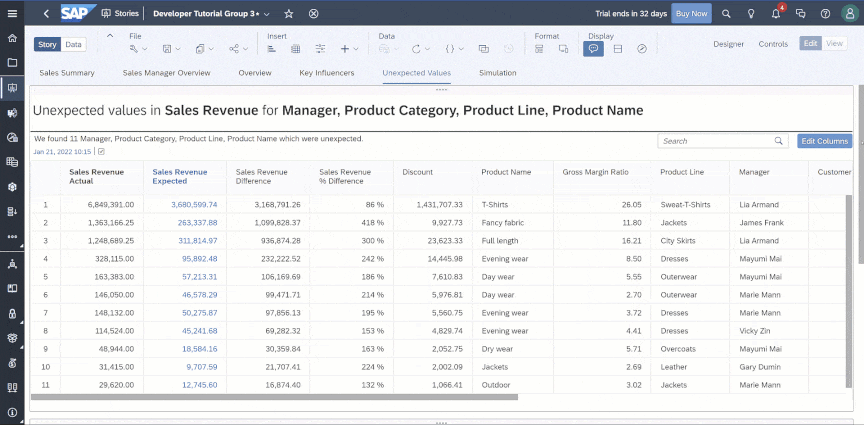 SAP Stories Developer Tutorial Group 3* Trial ends in 32 days Buy Now 4
Story Data File Insert Data Format Display Designer Controls Edit View
Sales Summary Sales Manager Overview Overview Key Influencers Unexpected Values Simulation
Unexpected values in Sales Revenue for Manager, Product Category, Product Line, Product Name
We found 11 Manager, Product Category, Product Line, Product Name which were unexpected.
Jan 21, 2022 10:15
Search Edit Columns
Sales Revenue Actual Sales Revenue Expected Sales Revenue Difference Sales Revenue % Difference Discount Product Name Gross Margin Ratio Product Line Manager Customer
1 6,849,391.00 3,680,599.74 3,168,791.26 86 % 1,431,707.33 T-Shirts 26.05 Sweat-T-Shirts Lia Armand
2 1,363,166.25 263,337.88 1,099,828.37 418 % 9,927.73 Fancy fabric 11.80 Jackets James Frank
3 1,248,689.25 311,814.97 936,874.28 300 % 23,623.33 Full length 16.21 City Skirts Lia Armand
4 328,115.00 95,892.48 232,222.52 242 % 14,445.98 Evening wear 8.50 Dresses Mayumi Mai
5 163,383.00 57,213.31 106,169.69 186 % 7,610.83 Day wear 5.55 Outerwear Mayumi Mai
6 146,050.00 46,578.29 99,471.71 214 % 5,976.81 Day wear 2.70 Outerwear Marie Mann
7 148,132.00 50,275.87 97,856.13 195 % 5,560.75 Evening wear 3.72 Dresses Marie Mann
8 114,524.00 45,241.68 69,282.32 153 % 4,829.74 Evening wear 4.41 Dresses Vicky Zin
9 48,944.00 18,584.16 30,359.84 163 % 2,052.75 Dry wear 5.71 Overcoats Mayumi Mai
10 31,415.00 9,707.59 21,707.41 224 % 2,002.09 Jackets 2.69 Leather Gary Dumin
11 29,620.00 12,745.60 16,874.40 132 % 1,066.41 Outdoor 3.02 Jackets Marie Mann